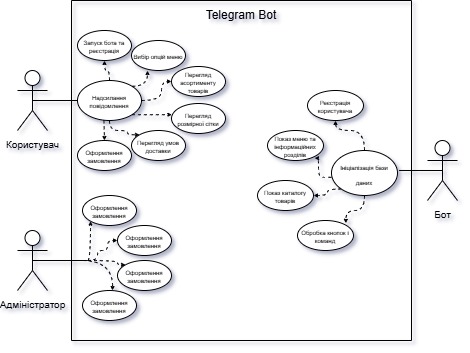 Telegram Bot
Запуск бота та
реєстрація
Вибір опцій меню
Перегляд
асортименту
товарів
Надсилання
повідомлення
Перегляд
розмірної сітки
Перегляд умов
доставки
Оформлення
замовлення
Користувач
Реєстрація
користувача
Показ меню та
інформаційних
розділів
Ініціалізація бази
даних
Показ каталогу
товарів
Обробка кнопок і
команд
Бот
Оформлення
замовлення
Оформлення
замовлення
Оформлення
замовлення
Оформлення
замовлення
Адміністратор